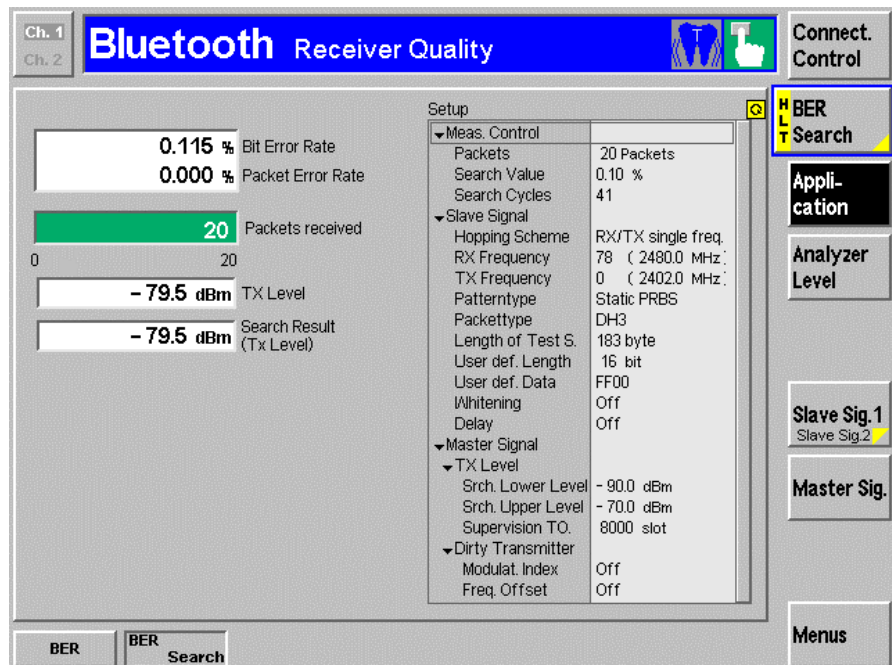 Ch. 1
Ch. 2
Bluetooth Receiver Quality
Connect. Control
0.115 % Bit Error Rate
0.000 % Packet Error Rate
20 Packets received
0 20
- 79.5 dBm TX Level
- 79.5 dBm Search Result (Tx Level)
Setup
Meas. Control
Packets 20 Packets
Search Value 0.10 %
Search Cycles 41
Slave Signal
Hopping Scheme RX/TX single freq.
RX Frequency 78 ( 2480.0 MHz)
TX Frequency 0 ( 2402.0 MHz)
Patterntype Static PRBS
Packettype DH3
Length of Test S. 183 byte
User def. Length 16 bit
User def. Data FF00
Whitening Off
Delay Off
Master Signal
TX Level
Srch. Lower Level - 90.0 dBm
Srch. Upper Level - 70.0 dBm
Supervision TO. 8000 slot
Dirty Transmitter
Modulat. Index Off
Freq. Offset Off
HLT
BER Search
Appli-
cation
Analyzer
Level
Slave Sig.1
Slave Sig.2
Master Sig.
Menus
BER
BER Search